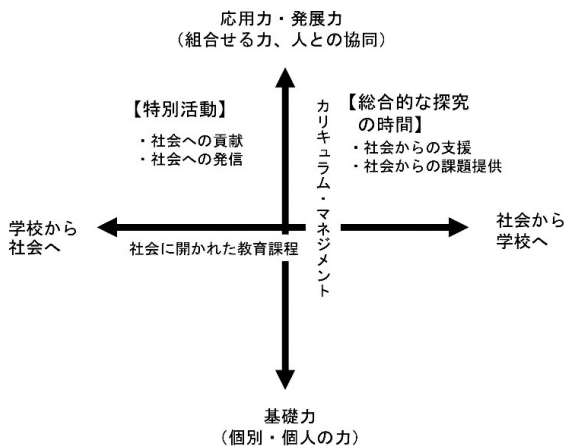 応用力・発展力
（組合せる力、人との協同）
【特別活動】
・社会への貢献
・社会への発信
カリキュラム・マネジメント
【総合的な探究
の時間】
・社会からの支援
・社会からの課題提供
学校から
社会へ
社会に開かれた教育課程
社会から
学校へ
基礎力
（個別・個人の力）